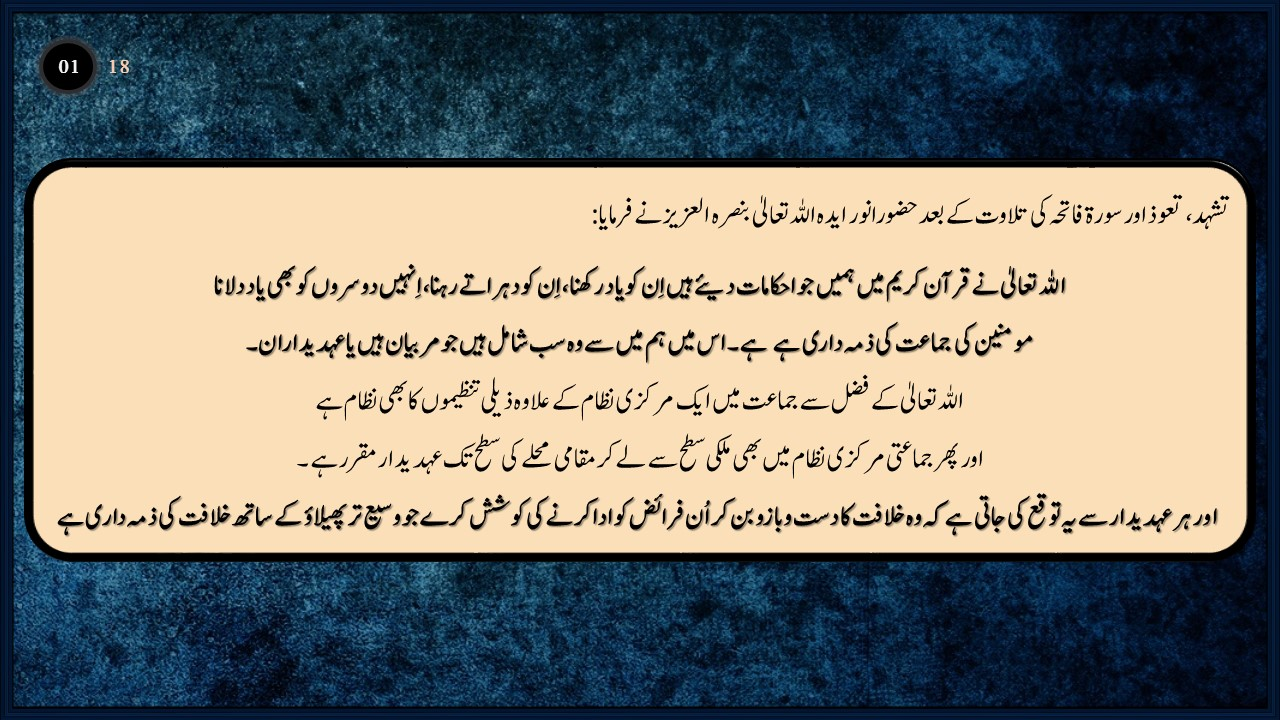 01 18
تشہد، تعوذ اور سورۃ فاتحہ کی تلاوت کے بعد حضور انور ایدہ اللہ تعالیٰ بنصرہ العزیز نے فرمایا:
اللہ تعالیٰ نے قرآن کریم میں ہمیں جو احکامات دیئے ہیں اِن کو یاد رکھنا، اِن کو دہراتے رہنا، اِنہیں دوسروں کو بھی یاد دلانا
مومنین کی جماعت کی ذمہ داری ہے ہے۔ اس میں ہم میں سے وہ سب شامل ہیں جو مربیان ہیں یا عہدیداران۔
اللہ تعالیٰ کے فضل سے جماعت میں ایک مرکزی نظام کے علاوہ ذیلی تنظیموں کا بھی نظام ہے
اور پھر جماعتی مرکزی نظام میں بھی ملکی سطح سے لے کر مقامی محلے کی سطح تک عہدیدار مقرر ہے۔
اور ہر عہدیدار سے یہ توقع کی جاتی ہے کہ وہ خلافت کا دست و بازو بن کر اُن فرائض کو ادا کرنے کی کوشش کرے جو وسیع تر پھیلاؤ کے ساتھ خلافت کی ذمہ داری ہے